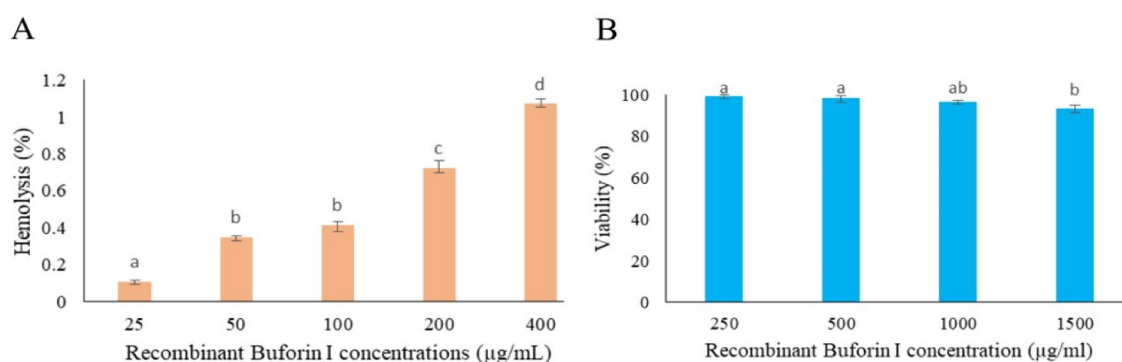 A
Hemolysis (%)
1.2
1
0.8
0.6
0.4
0.2
0
a
b
b
c
d
25 50 100 200 400
Recombinant Buforin I concentrations (µg/mL)
B
Viability (%)
100
80
60
40
20
0
a
a
ab
b
250 500 1000 1500
Recombinant Buforin I concentration (µg/ml)